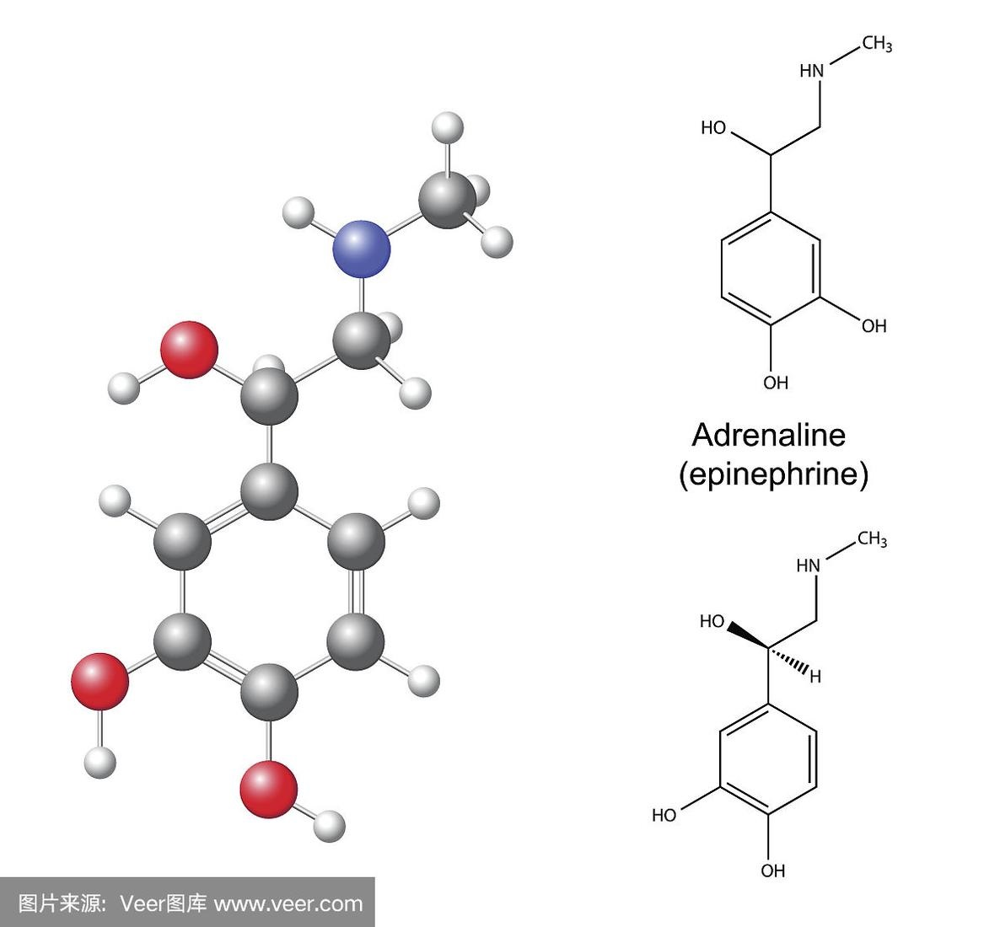 CH3
HN
HO
OH
OH
Adrenaline
(epinephrine)
CH3
HN
HO
H
HO
OH
图片来源: Veer图库 www.veer.com